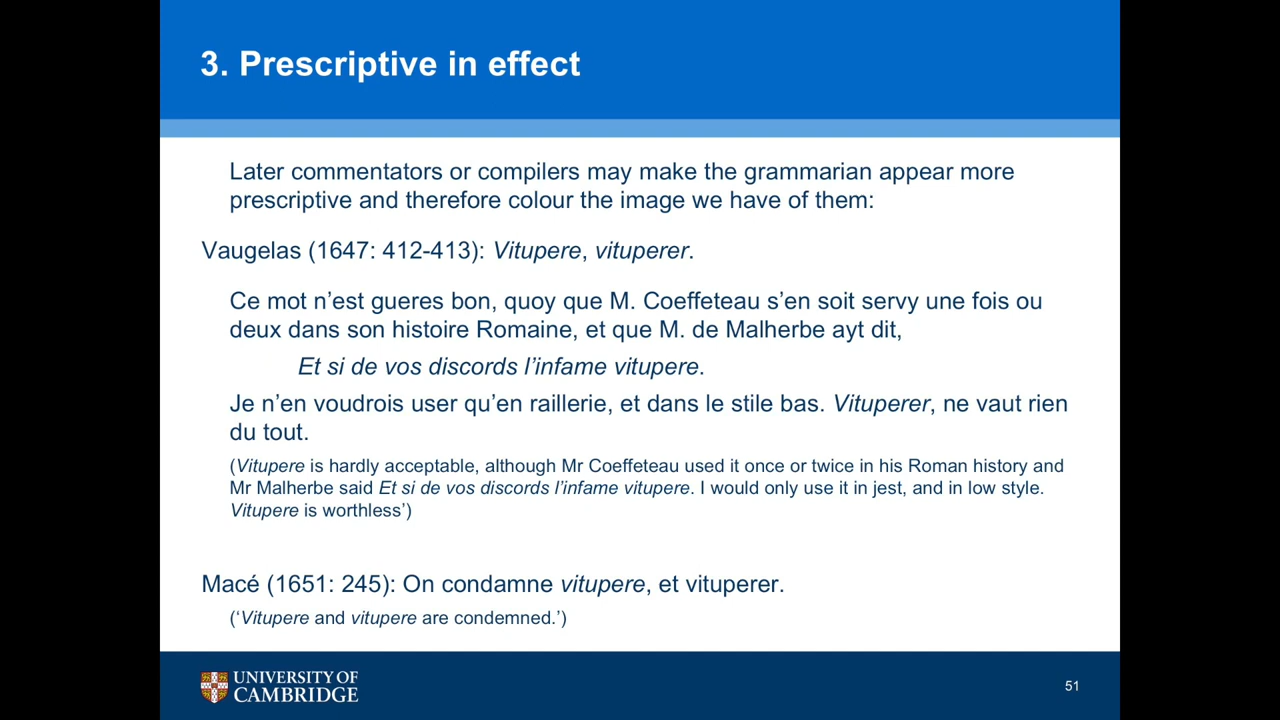 3. Prescriptive in effect
Later commentators or compilers may make the grammarian appear more
prescriptive and therefore colour the image we have of them:
Vaugelas (1647: 412-413): Vitupere, vituperer.
Ce mot n’est gueres bon, quoy que M. Coeffeteau s’en soit servy une fois ou
deux dans son histoire Romaine, et que M. de Malherbe ayt dit,
Et si de vos discords l’infame vitupere.
Je n’en voudrois user qu’en raillerie, et dans le stile bas. Vituperer, ne vaut rien
du tout.
(Vitupere is hardly acceptable, although Mr Coeffeteau used it once or twice in his Roman history and
Mr Malherbe said Et si de vos discords l’infame vitupere. I would only use it in jest, and in low style.
Vitupere is worthless’)
Macé (1651: 245): On condamne vitupere, et vituperer.
(‘Vitupere and vitupere are condemned.’)
UNIVERSITY OF
CAMBRIDGE
51